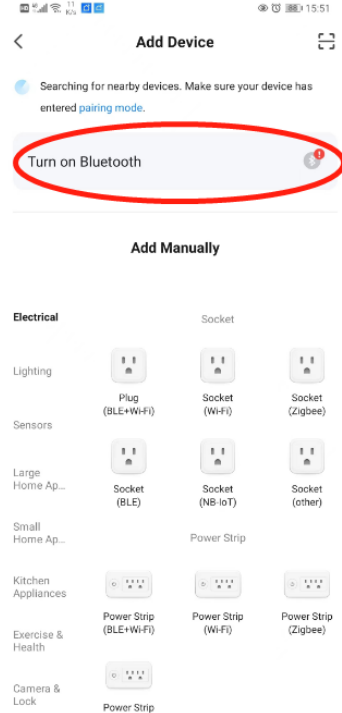 11
K/s
15:51
Add Device
Searching for nearby devices. Make sure your device has
entered pairing mode.
Turn on Bluetooth
Add Manually
Electrical
Socket
Lighting
Plug
(BLE+Wi-Fi)
Socket
(Wi-Fi)
Socket
(Zigbee)
Sensors
Large
Home Ap...
Socket
(BLE)
Socket
(NB-IoT)
Socket
(other)
Small
Home Ap...
Power Strip
Kitchen
Appliances
Power Strip
(BLE+Wi-Fi)
Power Strip
(Wi-Fi)
Power Strip
(Zigbee)
Exercise &
Health
Camera &
Lock
Power Strip